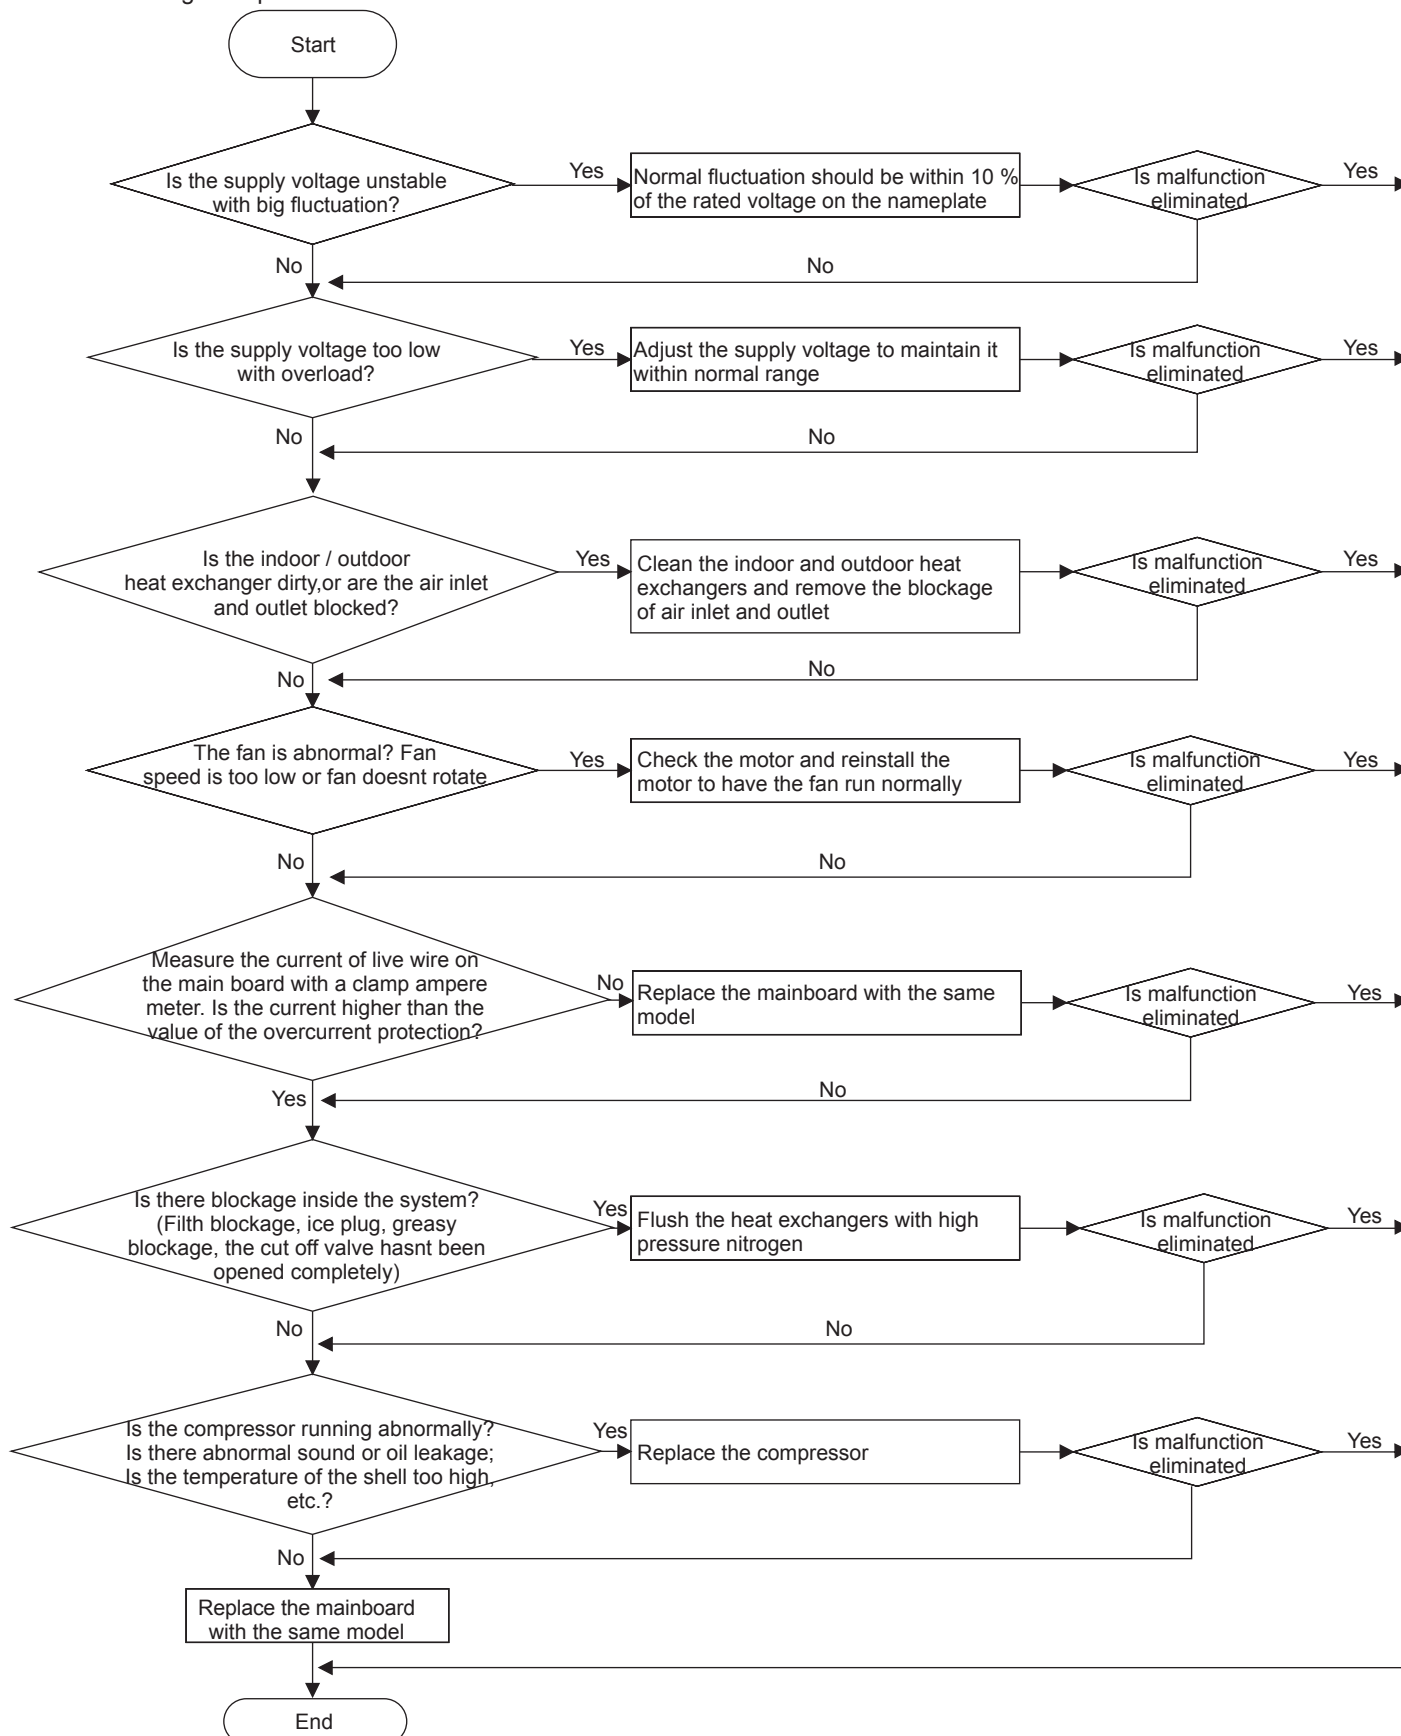 Start
Is the supply voltage unstable
with big fluctuation?
Yes
Normal fluctuation should be within 10 %
of the rated voltage on the nameplate
Is malfunction
eliminated
Yes
No
No
Is the supply voltage too low
with overload?
Yes
Adjust the supply voltage to maintain it
within normal range
Is malfunction
eliminated
Yes
No
No
Is the indoor / outdoor
heat exchanger dirty,or are the air inlet
and outlet blocked?
Yes
Clean the indoor and outdoor heat
exchangers and remove the blockage
of air inlet and outlet
Is malfunction
eliminated
Yes
No
No
The fan is abnormal? Fan
speed is too low or fan doesnt rotate
Yes
Check the motor and reinstall the
motor to have the fan run normally
Is malfunction
eliminated
Yes
No
No
Measure the current of live wire on
the main board with a clamp ampere
meter. Is the current higher than the
value of the overcurrent protection?
No
Replace the mainboard with the same
model
Is malfunction
eliminated
Yes
Yes
No
Is there blockage inside the system?
(Filth blockage, ice plug, greasy
blockage, the cut off valve hasnt been
opened completely)
Yes
Flush the heat exchangers with high
pressure nitrogen
Is malfunction
eliminated
Yes
No
No
Is the compressor running abnormally?
Is there abnormal sound or oil leakage;
Is the temperature of the shell too high,
etc.?
Yes
Replace the compressor
Is malfunction
eliminated
Yes
No
Replace the mainboard
with the same model
End